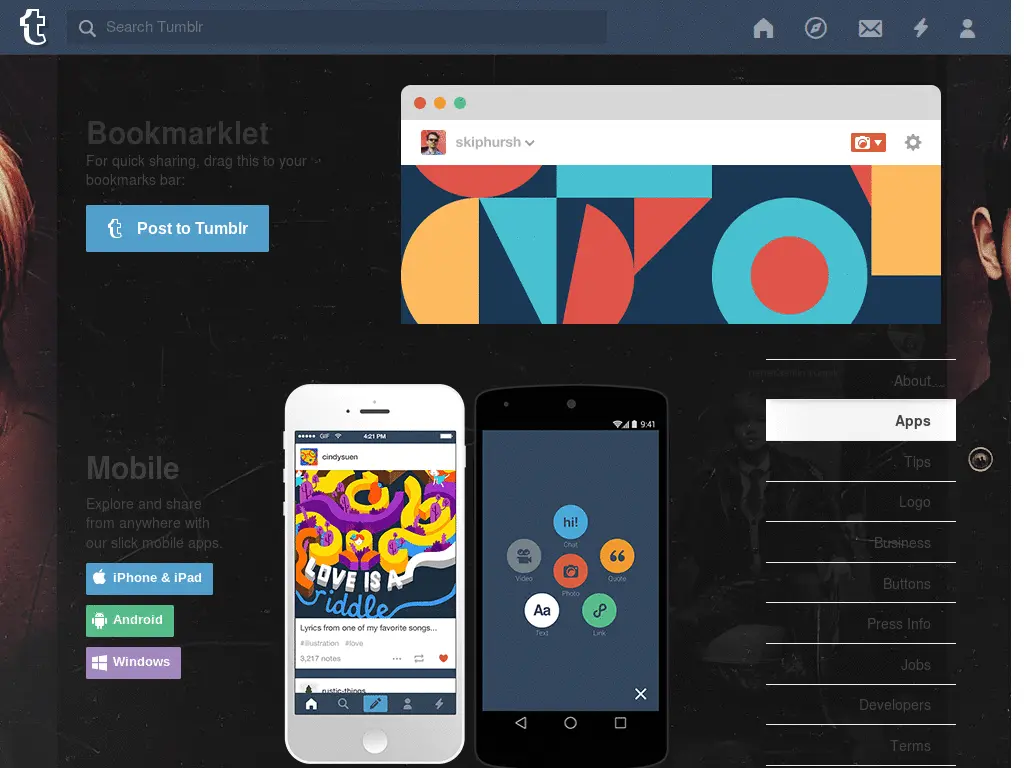 Search Tumblr
Bookmarklet
For quick sharing, drag this to your
bookmarks bar:
Post to Tumblr
skiphursh
Mobile
Explore and share
from anywhere with
our slick mobile apps.
iPhone & iPad
Android
Windows
GIF
4:21 PM
cindysuen
LOVE IS A
riddle
Lyrics from one of my favorite songs...
#illustration #love
3,217 notes
rustic-things
9:41
hi!
Chat
Video
Quote
Photo
Aa
Text
Link
About
Apps
Tips
Logo
Business
Buttons
Press Info
Jobs
Developers
Terms